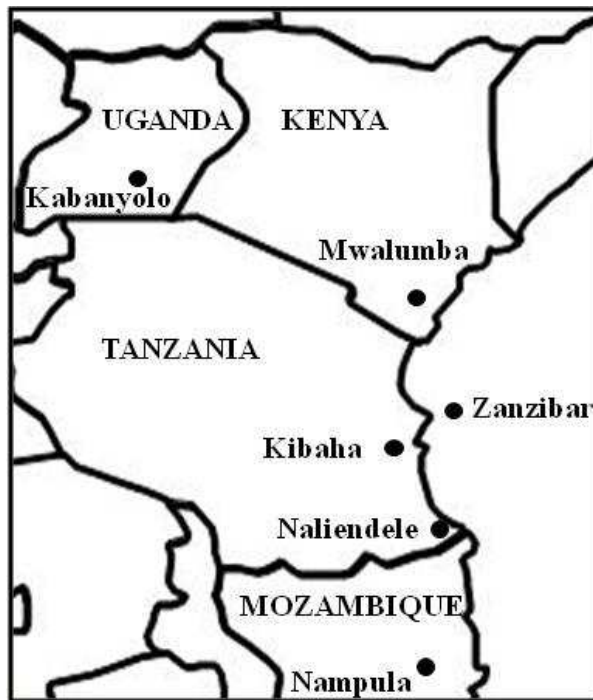 UGANDA KENYA
Kabanyolo
Mwalumba
TANZANIA
Zanzibar
Kibaha
Naliendele
MOZAMBIQUE
Nampula